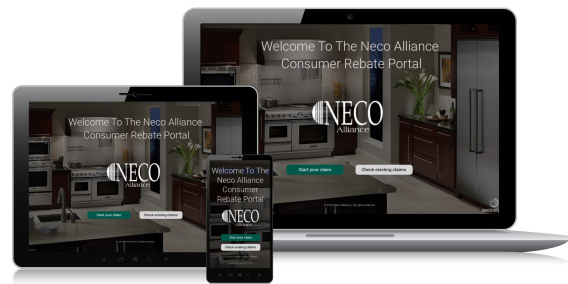 Welcome To The Neco Alliance
Consumer Rebate Portal
NECO
Alliance
Start your claim
Check existing claims
Welcome To The Neco Alliance
Consumer Rebate Portal
NECO
Alliance
Start your claim
Check existing claims
Welcome To
The Neco Alliance
Consumer
Rebate Portal
NECO
Alliance
Start your claim
Check existing claims